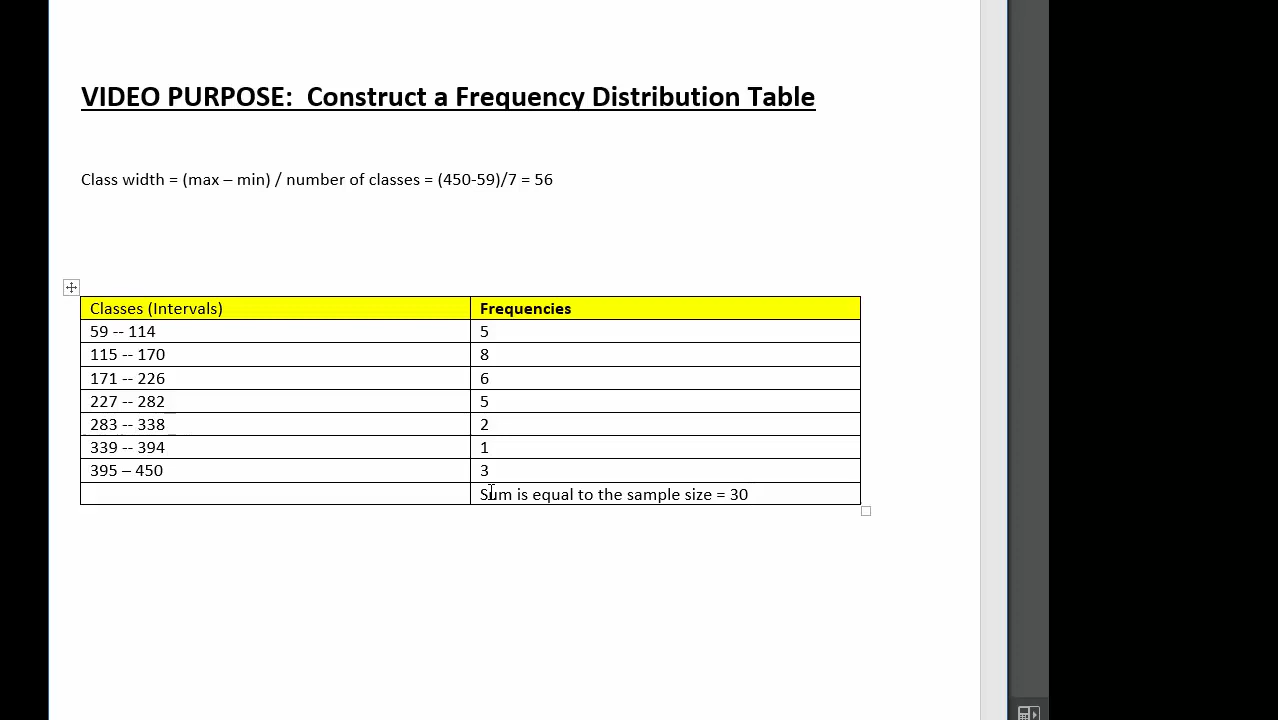 VIDEO PURPOSE:  Construct a Frequency Distribution Table
Class width = (max – min) / number of classes = (450-59)/7 = 56
Classes (Intervals) Frequencies
59 -- 114 5
115 -- 170 8
171 -- 226 6
227 -- 282 5
283 -- 338 2
339 -- 394 1
395 – 450 3
Sum is equal to the sample size = 30